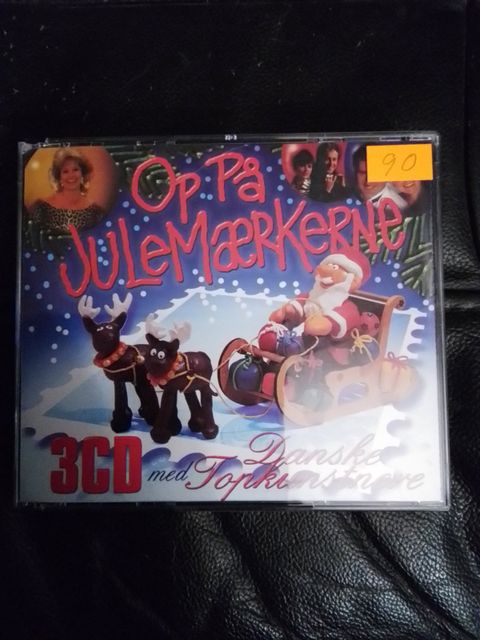 Op På
90
JULEMÆRKERNE
3CD med Danske
Topkunstnere